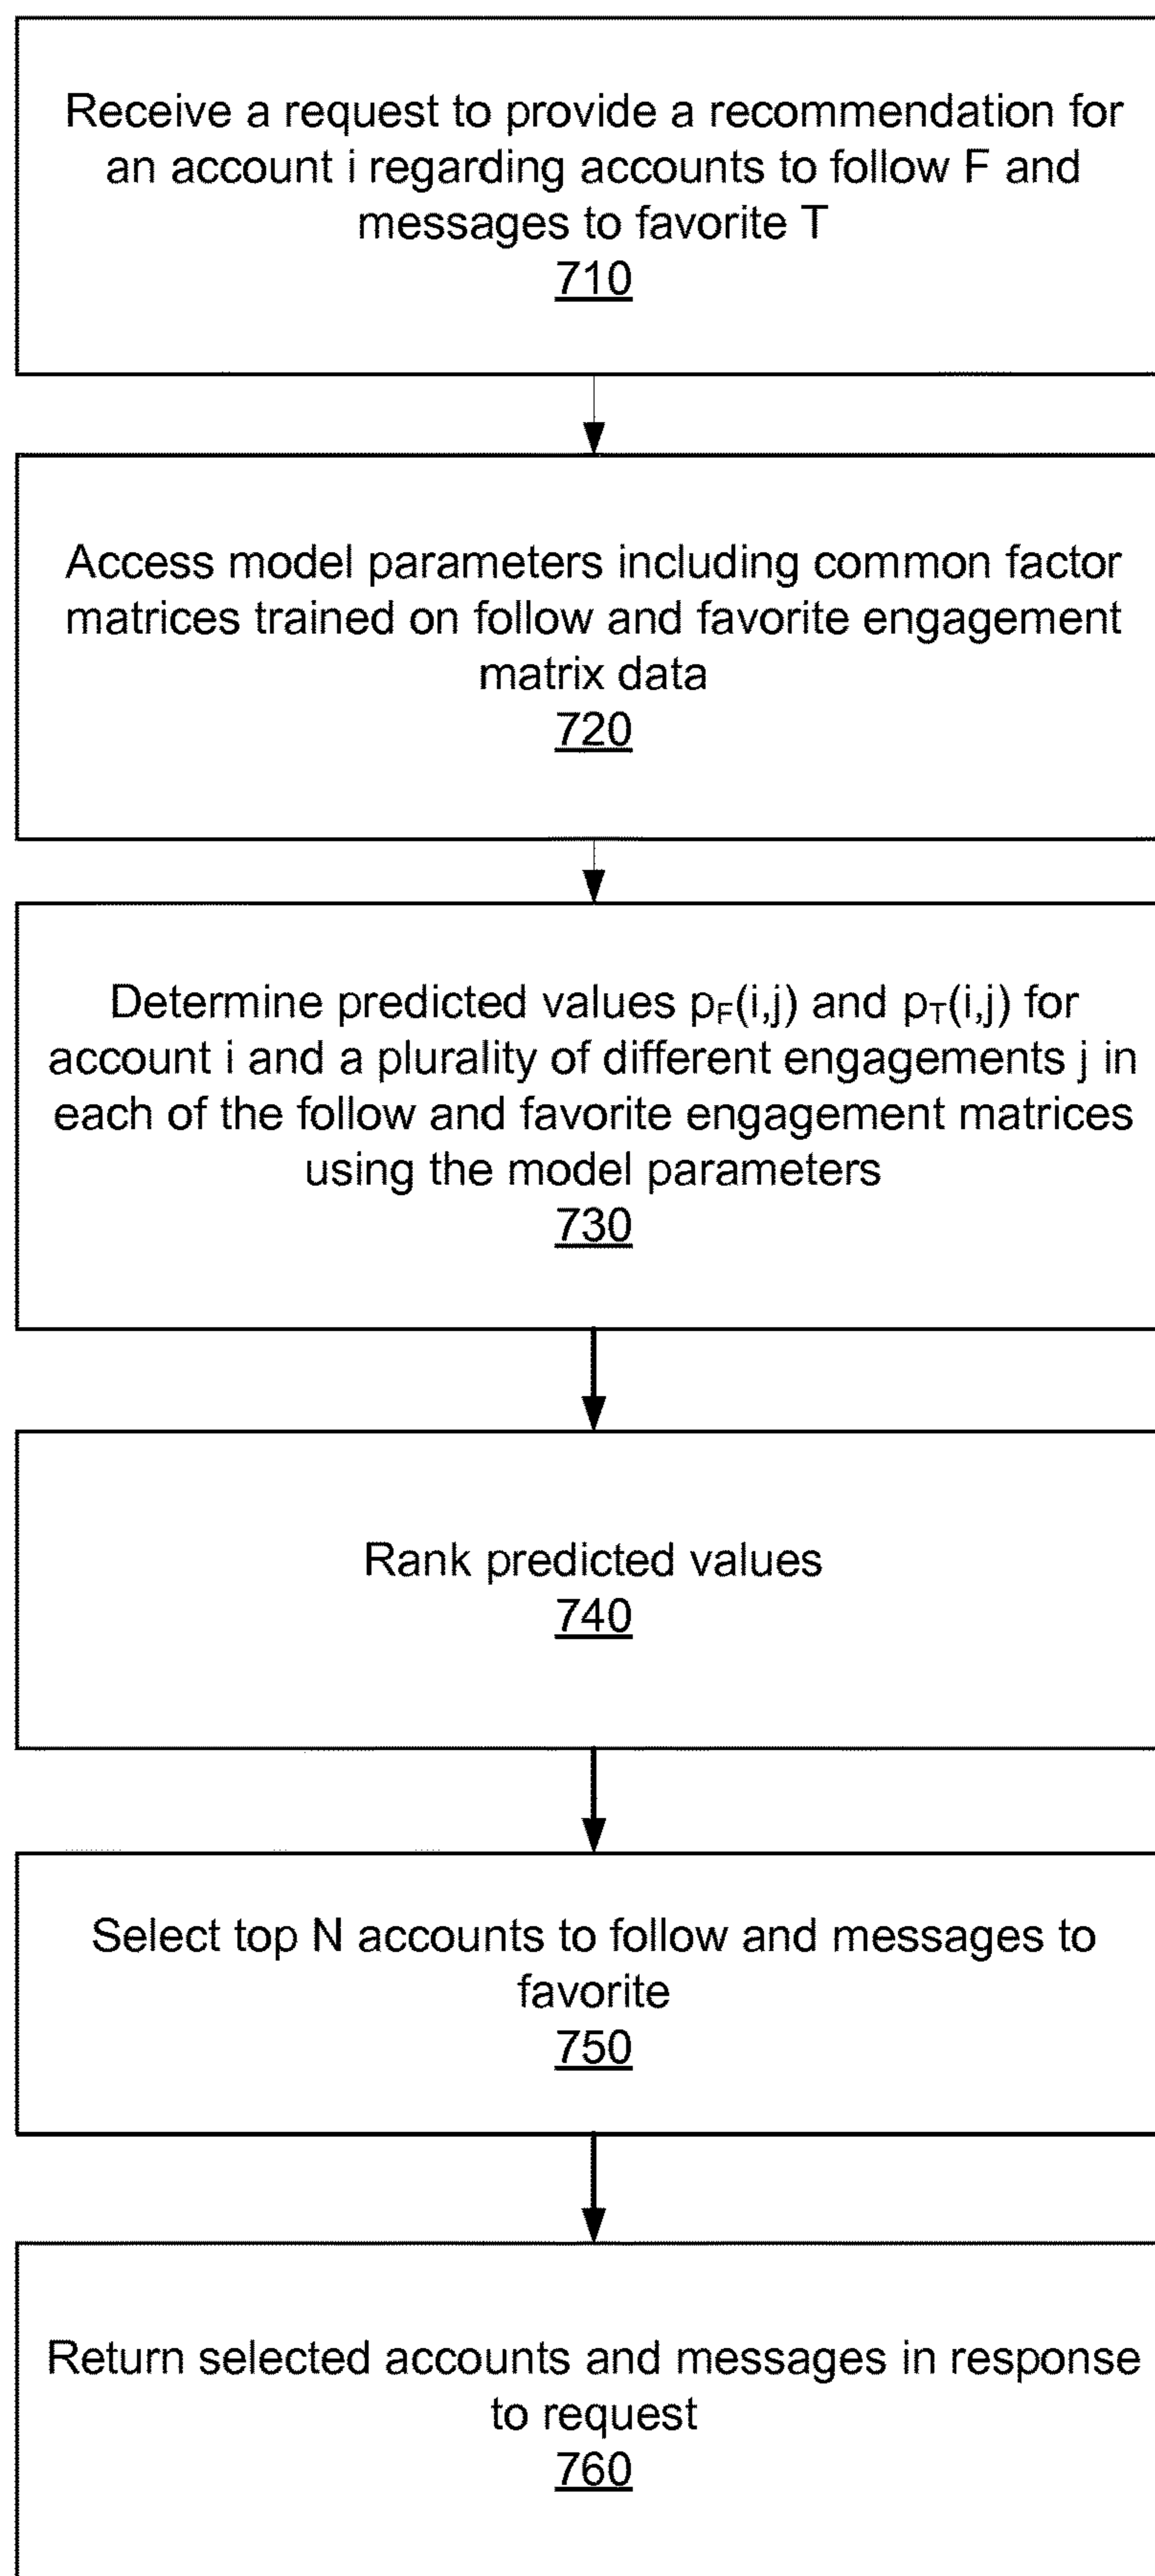 Receive a request to provide a recommendation for
an account i regarding accounts to follow F and
messages to favorite T
710
Access model parameters including common factor
matrices trained on follow and favorite engagement
matrix data
720
Determine predicted values pF(i,j) and pT(i,j) for
account i and a plurality of different engagements j in
each of the follow and favorite engagement matrices
using the model parameters
730
Rank predicted values
740
Select top N accounts to follow and messages to
favorite
750
Return selected accounts and messages in response
to request
760